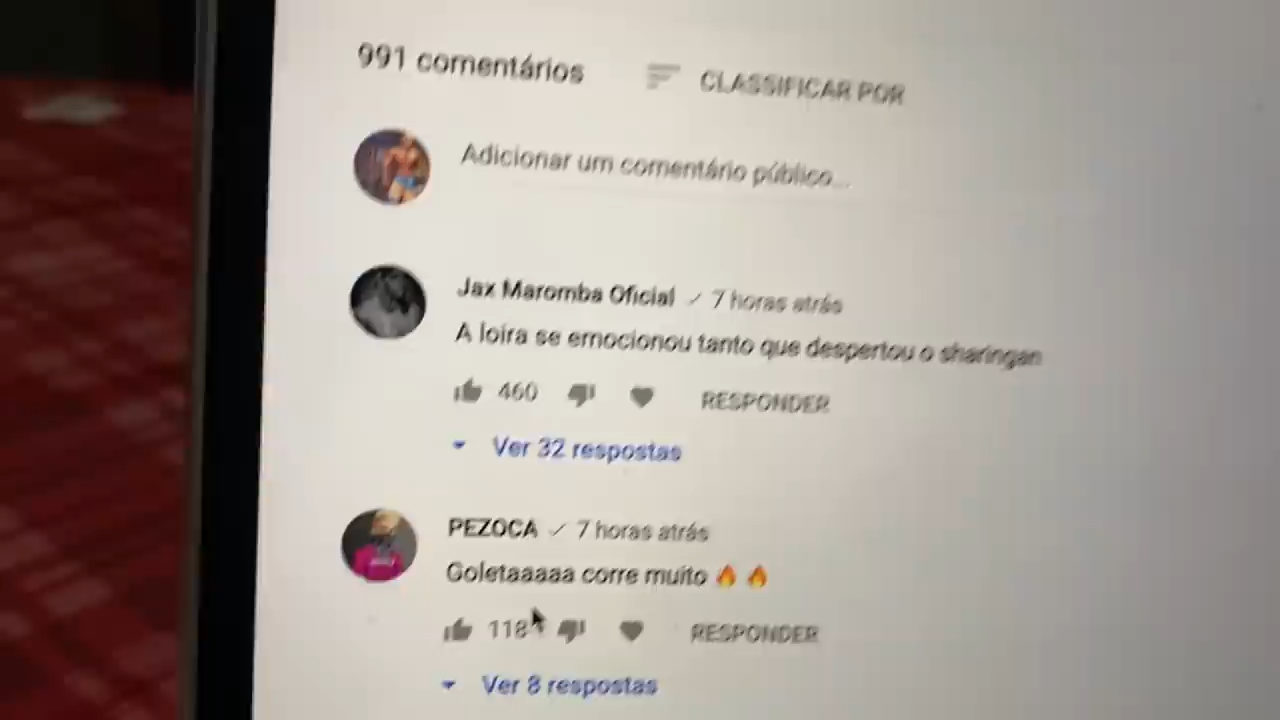 991 comentários CLASSIFICAR POR
Adicionar um comentário público...
Jax Maromba Oficial ✓ 7 horas atrás
A loira se emocionou tanto que despertou o sharingan
460 RESPONDER
Ver 32 respostas
PEZOCA ✓ 7 horas atrás
Goletaaaaa corre muito 🔥 🔥
118 RESPONDER
Ver 8 respostas